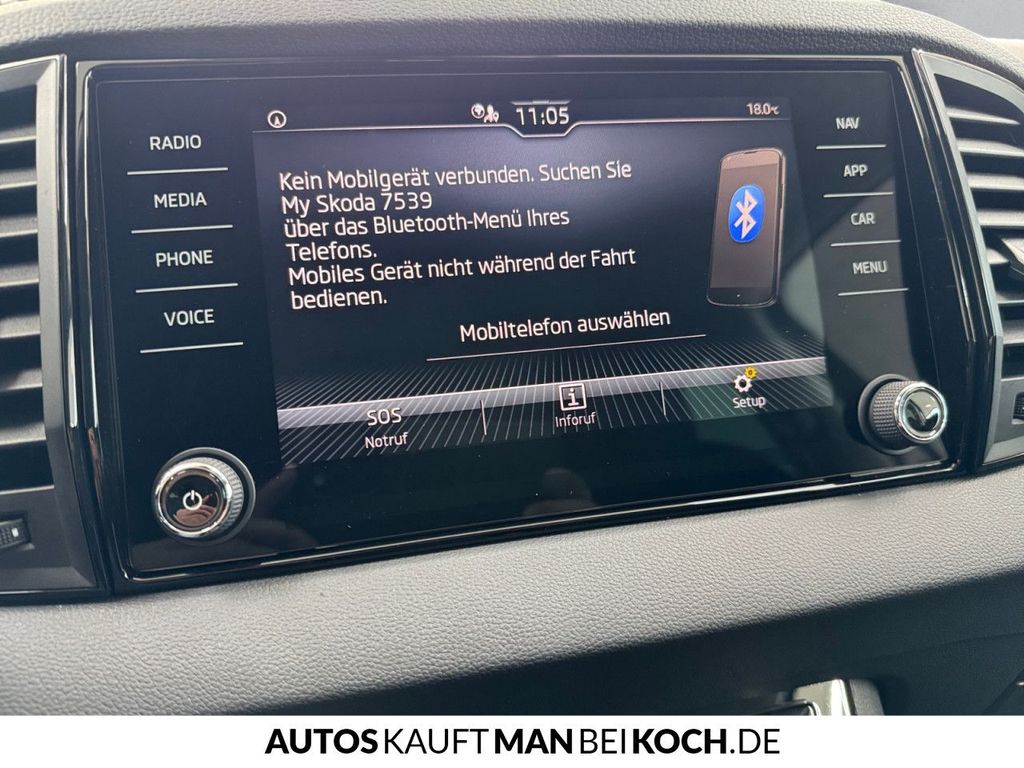 11:05
18.0°C
RADIO
MEDIA
PHONE
VOICE
Kein Mobilgerät verbunden. Suchen Sie
My Skoda 7539
über das Bluetooth-Menü Ihres
Telefons.
Mobiles Gerät nicht während der Fahrt
bedienen.
Mobiltelefon auswählen
SOS
Notruf
i
Inforuf
Setup
NAV
APP
CAR
MENU
AUTOSKAUFTMANBEIKOCH.DE